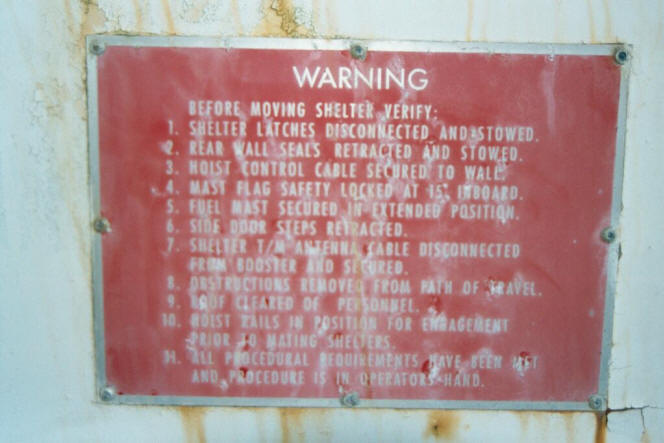 WARNING
BEFORE MOVING SHELTER VERIFY:
1. SHELTER LATCHES DISCONNECTED AND STOWED.
2. REAR WALL SEALS RETRACTED AND STOWED.
3. HOIST CONTROL CABLE SECURED TO WALL.
4. MAST FLAG SAFETY LOCKED AT 15° INBOARD.
5. FUEL MAST SECURED IN EXTENDED POSITION.
6. SIDE DOOR STEPS RETRACTED.
7. SHELTER T/M ANTENNA CABLE DISCONNECTED
FROM BOOSTER AND SECURED.
8. OBSTRUCTIONS REMOVED FROM PATH OF TRAVEL.
9. ROOF CLEARED OF PERSONNEL.
10. HOIST RAILS IN POSITION FOR ENGAGEMENT
PRIOR TO MATING SHELTERS.
11. ALL PROCEDURAL REQUIREMENTS HAVE BEEN MET
AND PROCEDURE IS IN OPERATORS HAND.